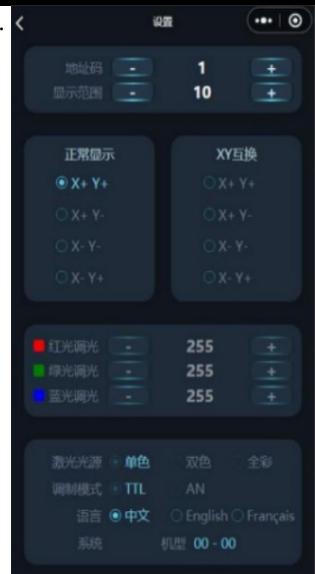 设置
地址码 - 1 +
显示范围 - 10 +
正常显示 XY互换
X+ Y+ X+ Y+
X+ Y- X+ Y-
X- Y- X- Y-
X- Y+ X- Y+
红光调光 - 255 +
绿光调光 - 255 +
蓝光调光 - 255 +
激光光源 单色 双色 全彩
调制模式 TTL AN
语言 中文 English Français
系统 机型 00 - 00